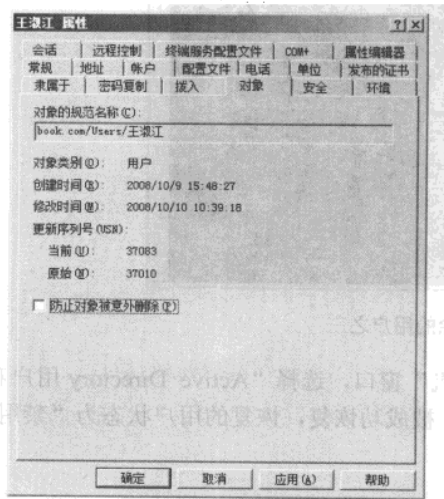 王淑江 属性
会话 远程控制 终端服务配置文件 COM+ 属性编辑器
常规 地址 帐户 配置文件 电话 单位 发布的证书
隶属于 密码复制 拨入 对象 安全 环境
对象的规范名称(C):
book.com/Users/王淑江
对象类别(O): 用户
创建时间(R): 2008/10/9 15:48:27
修改时间(M): 2008/10/10 10:39:18
更新序列号(USN):
当前(U): 37083
原始(G): 37010
防止对象被意外删除(P)
确定 取消 应用(A) 帮助